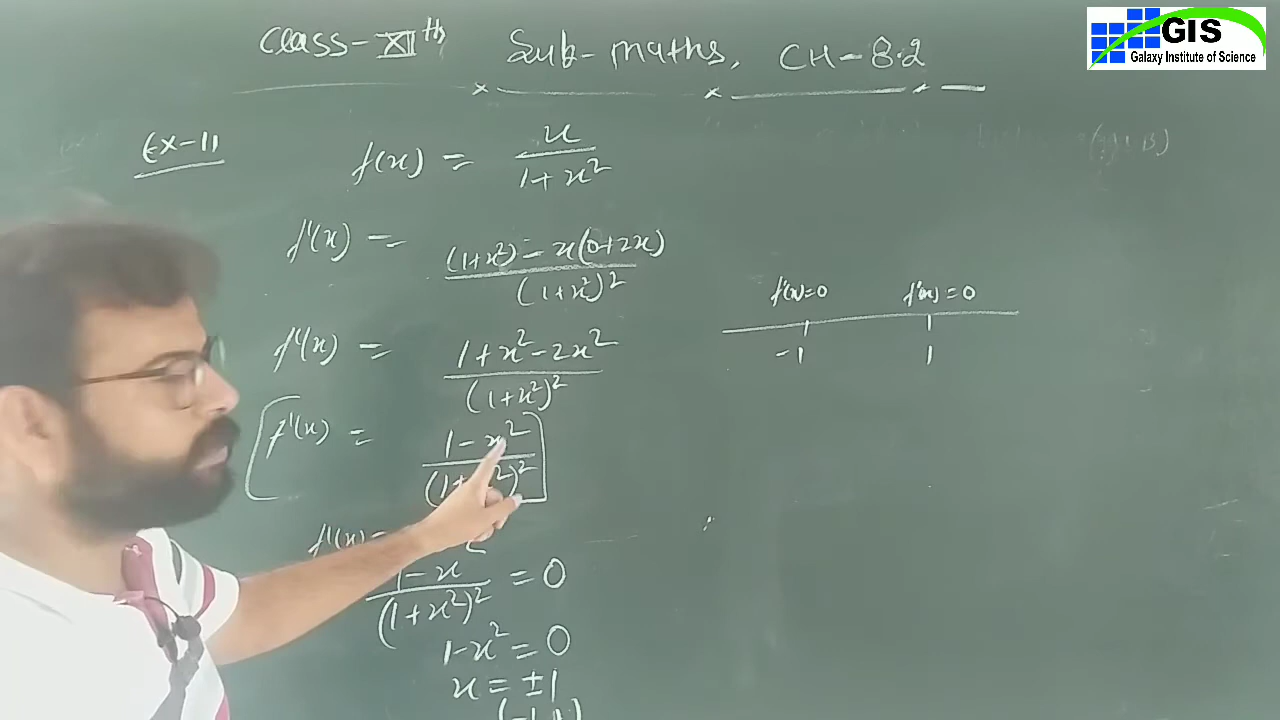 GIS
Galaxy Institute of Science
Class-XIIth Sub-maths, CH-8.2
Ex-11
f(x) = x/(1+x²)
f'(x) = ((1+x²)-x(0+2x))/(1+x²)²
f'(x)=0 f'(x)=0
-1 1
f'(x) = (1+x²-2x²)/(1+x²)²
f'(x) = (1-x²)/(1+x²)²
f'(x)=
(1-x²)/(1+x²)² = 0
1-x² = 0
x = ±1